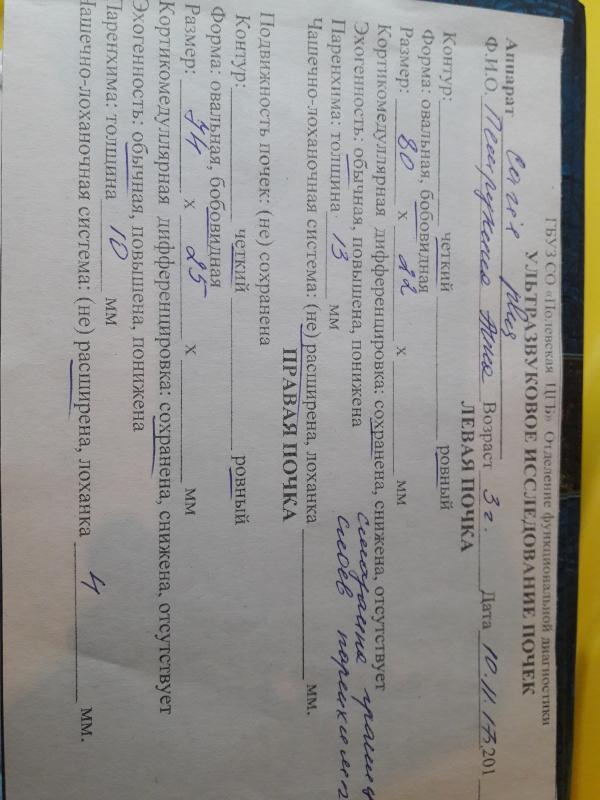 ГБУЗ СО «Полевская ЦГБ» Отделение функциональной диагностики
УЛЬТРАЗВУКОВОЕ ИССЛЕДОВАНИЕ ПОЧЕК
Аппарат
Ф.И.О. Возраст 3 г. Дата 10.11.17 201
ЛЕВАЯ ПОЧКА
Контур: четкий ровный
Форма: овальная, бобовидная
Размер: 80 х 22 х мм
Кортикомедуллярная дифференцировка: сохранена, снижена, отсутствует
Эхогенность: обычная, повышена, понижена
Паренхима: толщина 13 мм
слоев
Чашечно-лоханочная система: (не) расширена, лоханка мм.
ПРАВАЯ ПОЧКА
Подвижность почек: (не) сохранена
Контур: четкий ровный
Форма: овальная, бобовидная
Размер: 74 х 25 х мм
Кортикомедуллярная дифференцировка: сохранена, снижена, отсутствует
Эхогенность: обычная, повышена, понижена
Паренхима: толщина 10 мм
Чашечно-лоханочная система: (не) расширена, лоханка 4 мм.